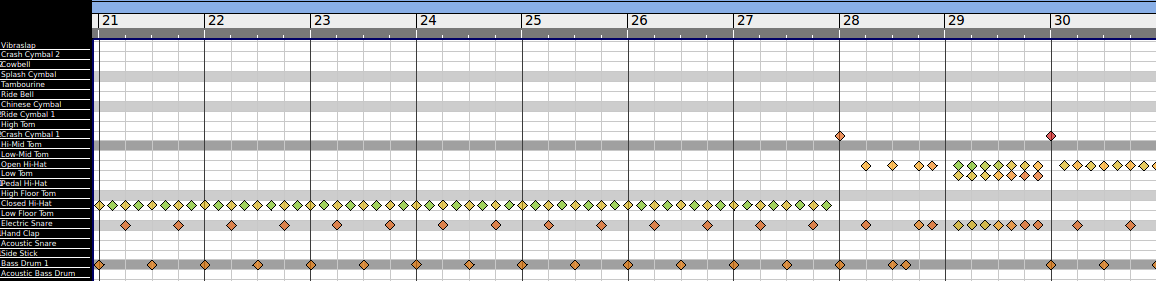 21 22 23 24 25 26 27 28 29 30
Vibraslap
Crash Cymbal 2
Cowbell
Splash Cymbal
Tambourine
Ride Bell
Chinese Cymbal
Ride Cymbal 1
High Tom
Crash Cymbal 1
Hi-Mid Tom
Low-Mid Tom
Open Hi-Hat
Low Tom
Pedal Hi-Hat
High Floor Tom
Closed Hi-Hat
Low Floor Tom
Electric Snare
Hand Clap
Acoustic Snare
Side Stick
Bass Drum 1
Acoustic Bass Drum